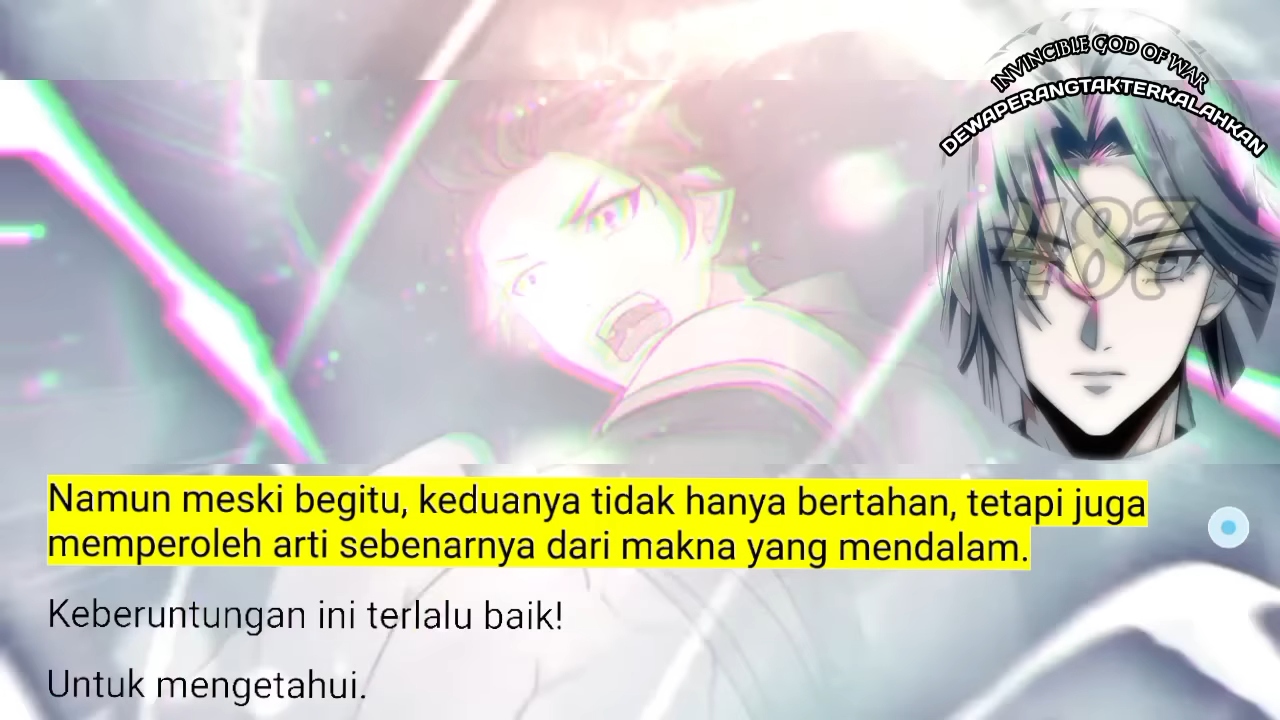 INVINCIBLE GOD OF WAR
DEWAPERANGTAKTERKALAHKAN
487
Namun meski begitu, keduanya tidak hanya bertahan, tetapi juga
memperoleh arti sebenarnya dari makna yang mendalam.
Keberuntungan ini terlalu baik!
Untuk mengetahui.